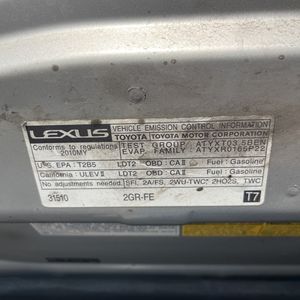 LEXUS
VEHICLE EMISSION CONTROL INFORMATION
TOYOTA TOYOTA MOTOR CORPORATION
Conforms to regulations
2010MY
TEST GROUP: ATYXT03.5BEN
EVAP. FAMILY: ATYXR0165P22
U.S. EPA : T2B5 LDT2 OBD : CAⅡ Fuel : Gasoline
California : ULEVⅡ LDT2 OBD : CAⅡ Fuel : Gasoline
No adjustments needed. SFI, 2A/FS, 2WU-TWC, 2HO2S, TWC
31510 2GR-FE T7